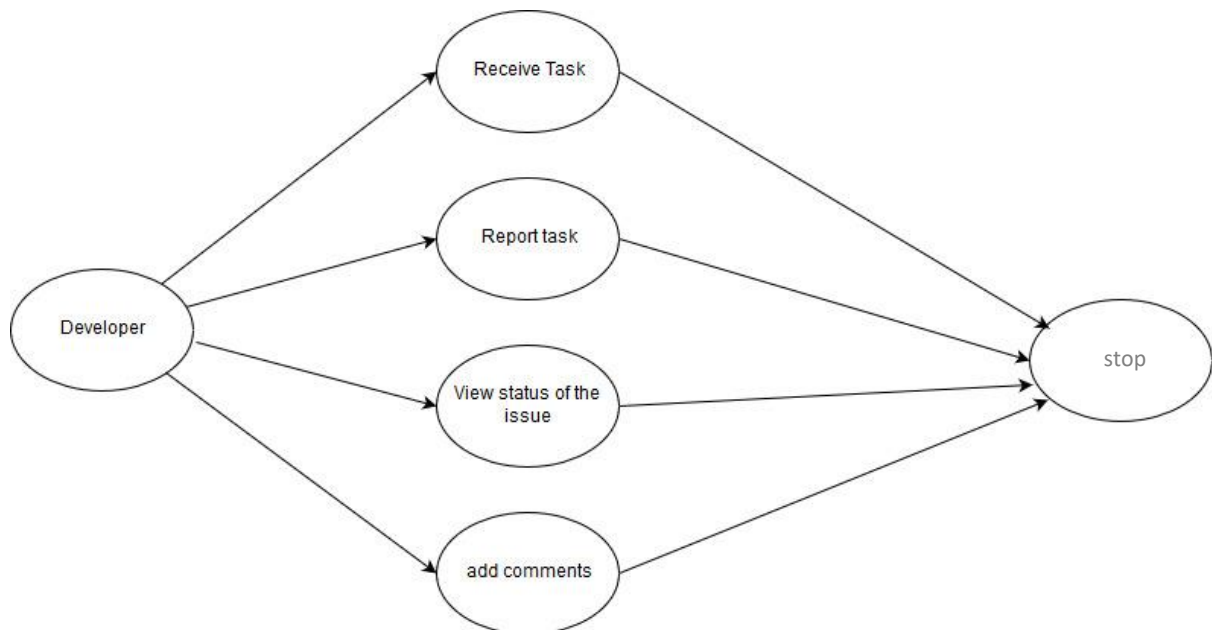 Receive Task
Report task
Developer
stop
View status of the
issue
add comments